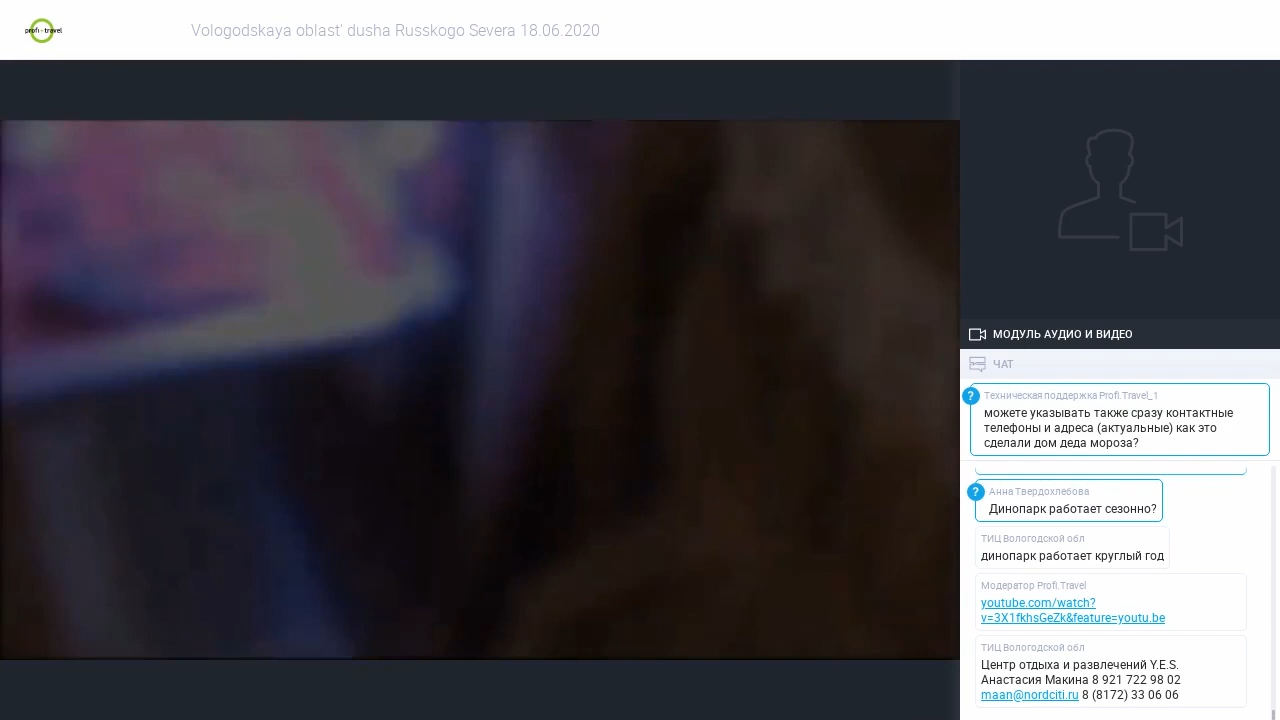 profi travel
Vologodskaya oblast' dusha Russkogo Severa 18.06.2020
МОДУЛЬ АУДИО И ВИДЕО
ЧАТ
?
Техническая поддержка Profi.Travel_1
можете указывать также сразу контактные
телефоны и адреса (актуальные) как это
сделали дом деда мороза?
?
Анна Твердохлебова
Динопарк работает сезонно?
ТИЦ Вологодской обл
динопарк работает круглый год
Модератор Profi.Travel
youtube.com/watch?
v=3X1fkhsGeZk&feature=youtu.be
ТИЦ Вологодской обл
Центр отдыха и развлечений Y.E.S.
Анастасия Макина 8 921 722 98 02
maan@nordciti.ru 8 (8172) 33 06 06